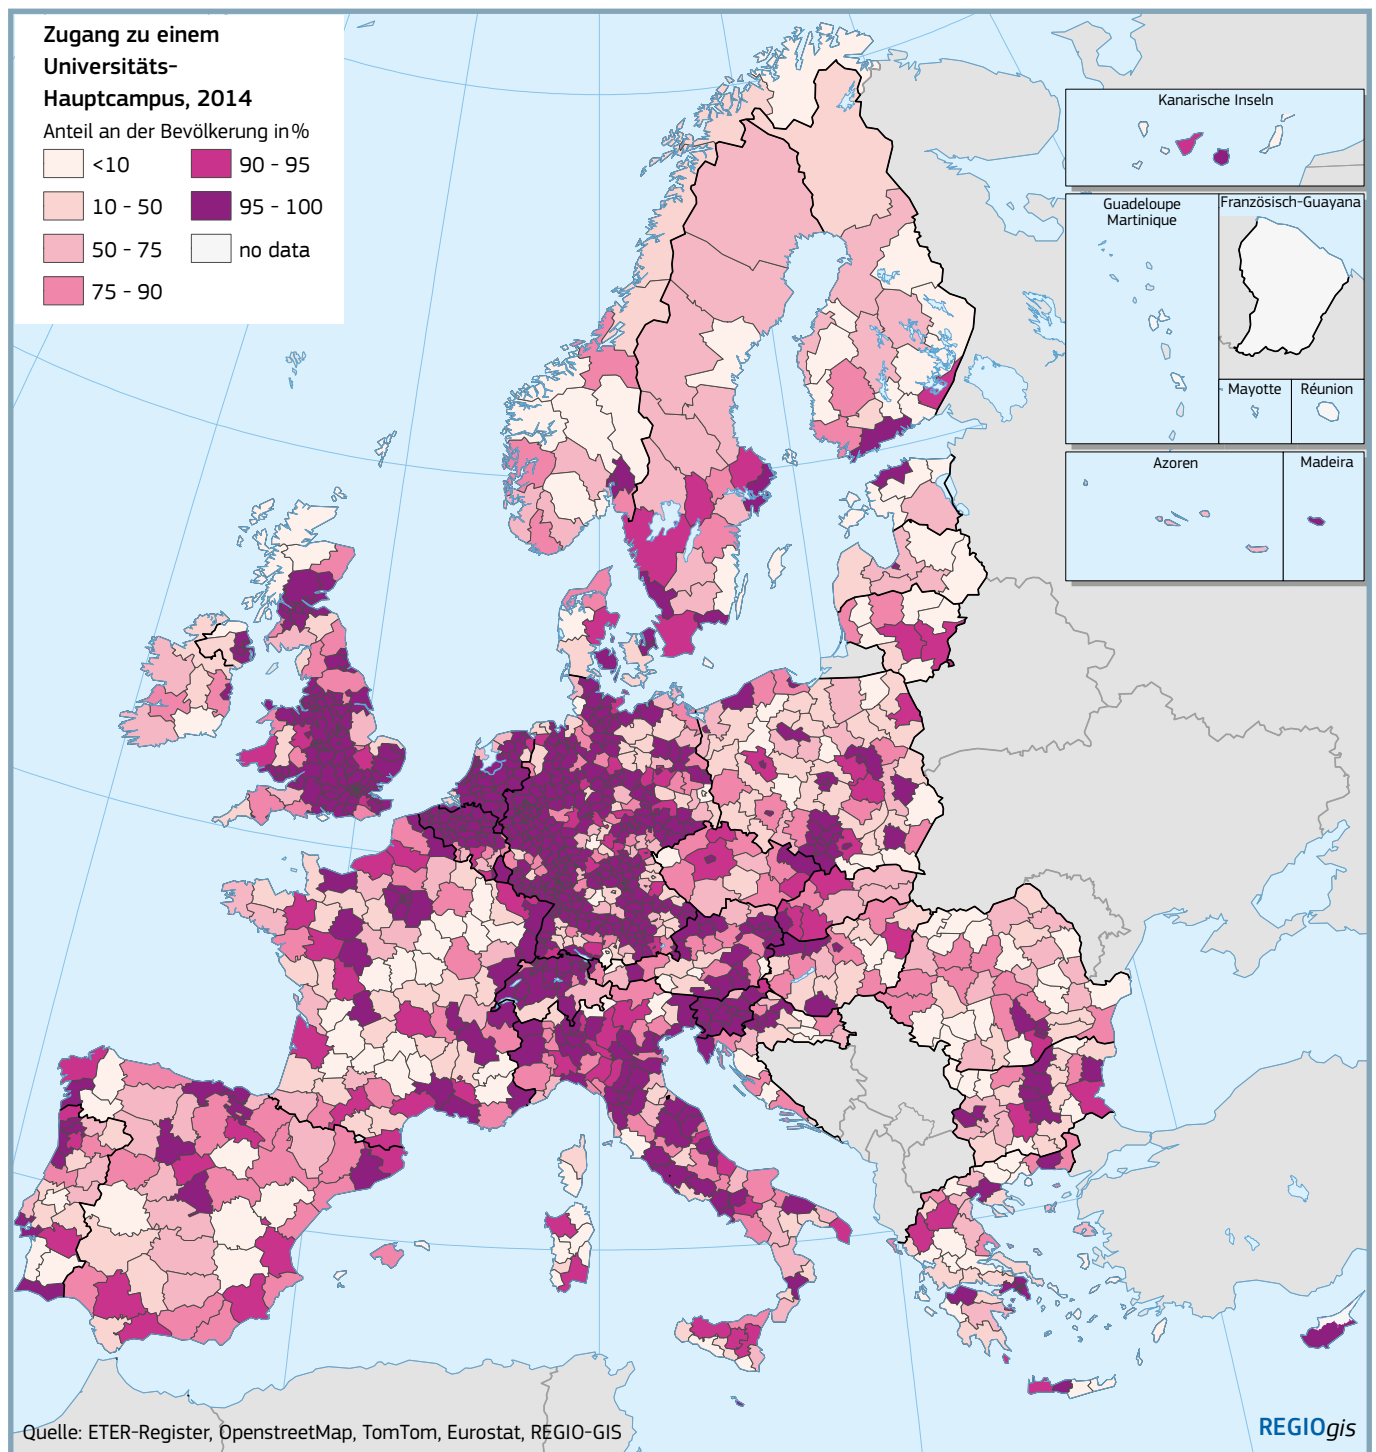 Zugang zu einem
Universitäts-
Hauptcampus, 2014
Anteil an der Bevölkerung in%
<10
10 - 50
50 - 75
75 - 90
90 - 95
95 - 100
no data
Kanarische Inseln
Guadeloupe
Martinique
Französisch-Guayana
Mayotte
Réunion
Azoren
Madeira
Quelle: ETER-Register, OpenstreetMap, TomTom, Eurostat, REGIO-GIS
REGIOgis